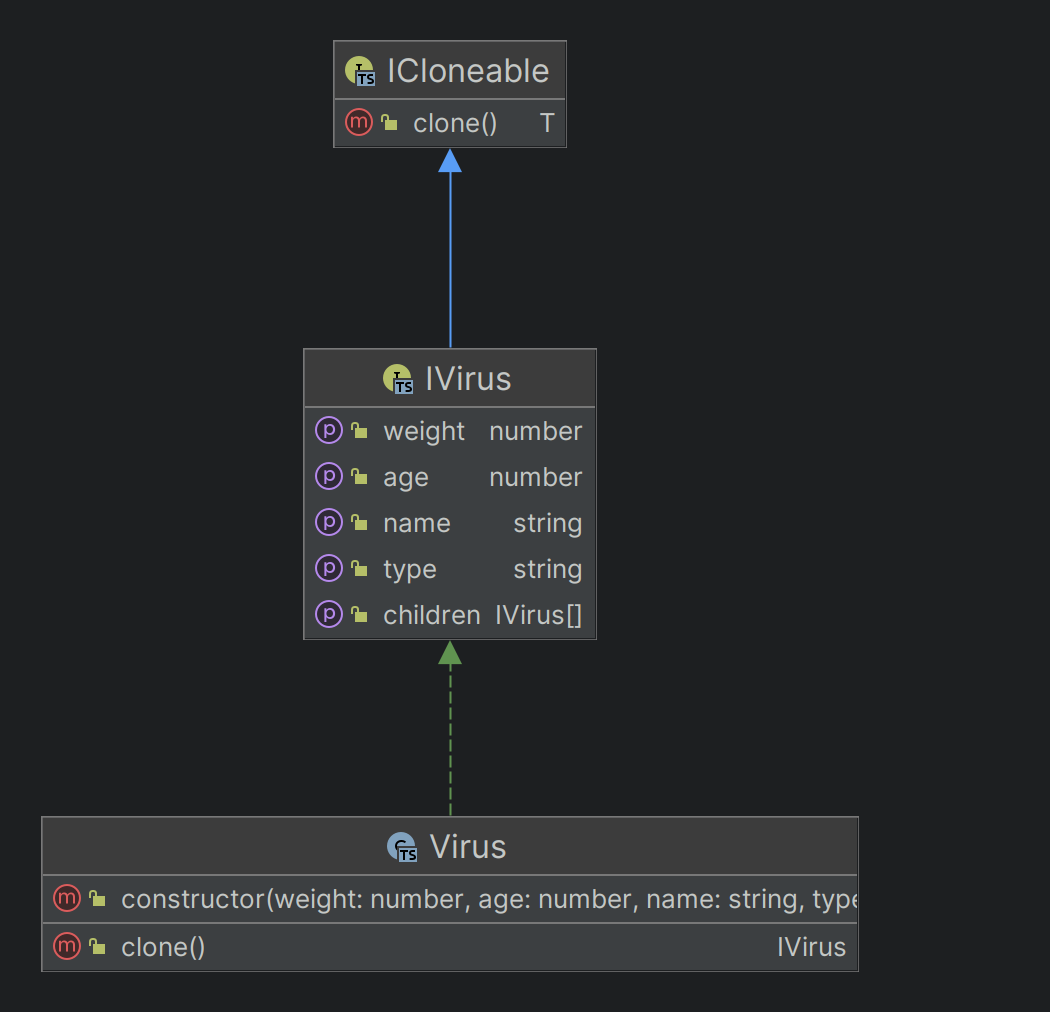 ICloneable
clone() T
IVirus
weight number
age number
name string
type string
children IVirus[]
Virus
constructor(weight: number, age: number, name: string, type
clone() IVirus